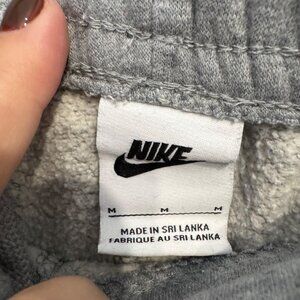 NIKE
M M M
MADE IN SRI LANKA
FABRIQUE AU SRI LANKA